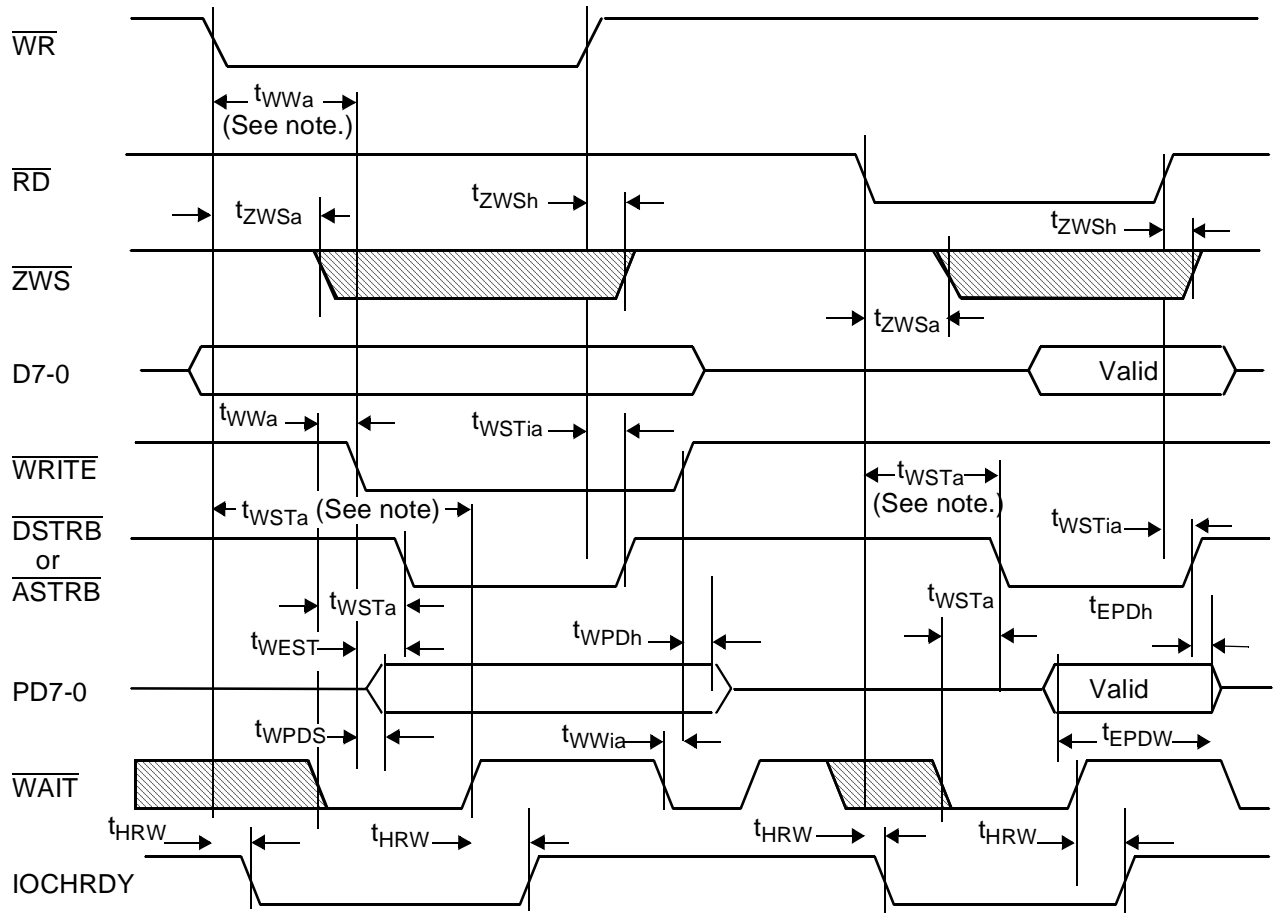 WR
tWWa
(See note.)
RD
tZWSa
tZWSh
tZWSh
ZWS
tZWSa
D7-0
Valid
tWWa
tWSTia
WRITE
tWSTa
(See note.)
tWSTa (See note)
DSTRB
or
ASTRB
tWSTia
tWSTa
tWSTa
tEPDh
tWEST
tWPDh
PD7-0
Valid
tWPDS
tWWia
tEPDW
WAIT
tHRW
tHRW
tHRW
tHRW
IOCHRDY